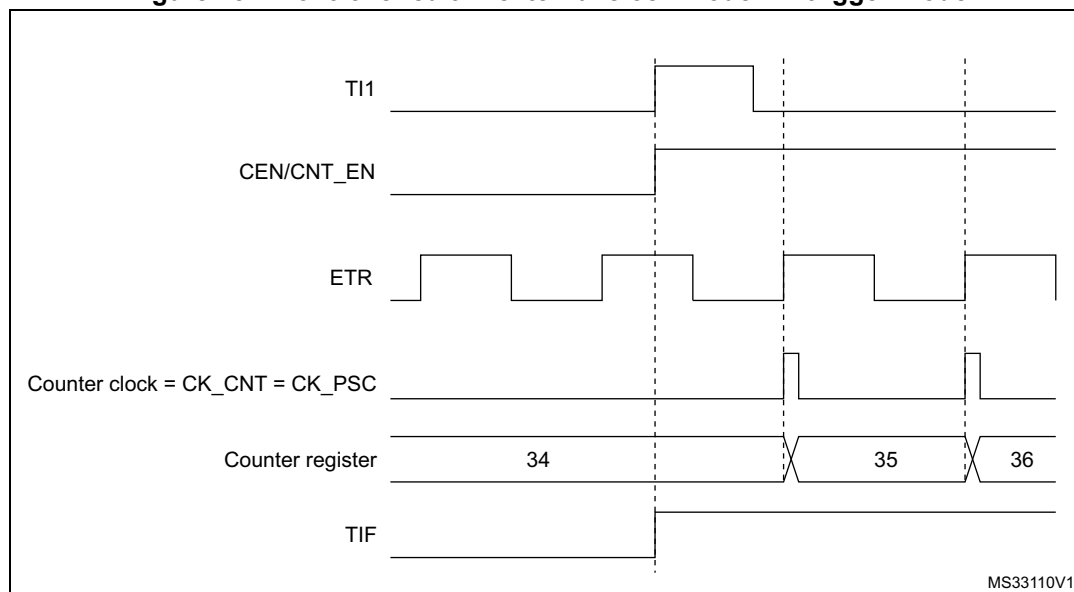 TI1
CEN/CNT_EN
ETR
Counter clock = CK_CNT = CK_PSC
Counter register 34 35 36
TIF
MS33110V1